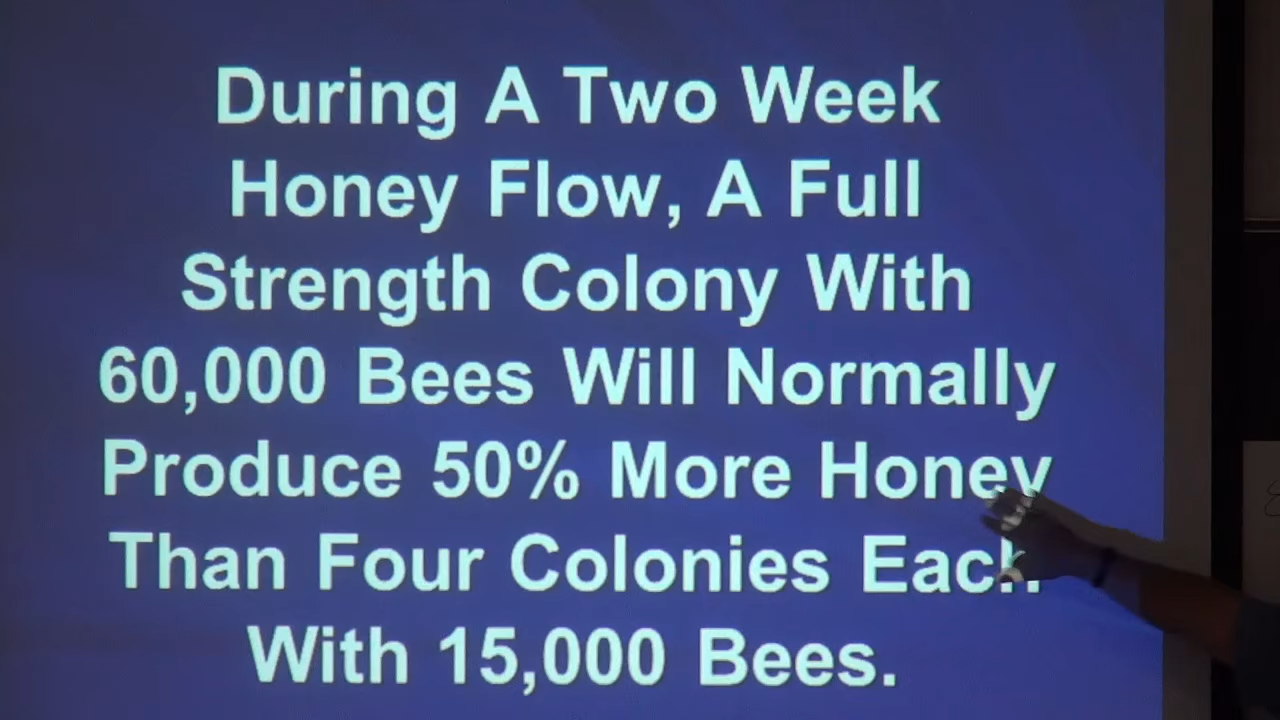 During A Two Week
Honey Flow, A Full
Strength Colony With
60,000 Bees Will Normally
Produce 50% More Honey
Than Four Colonies Each
With 15,000 Bees.